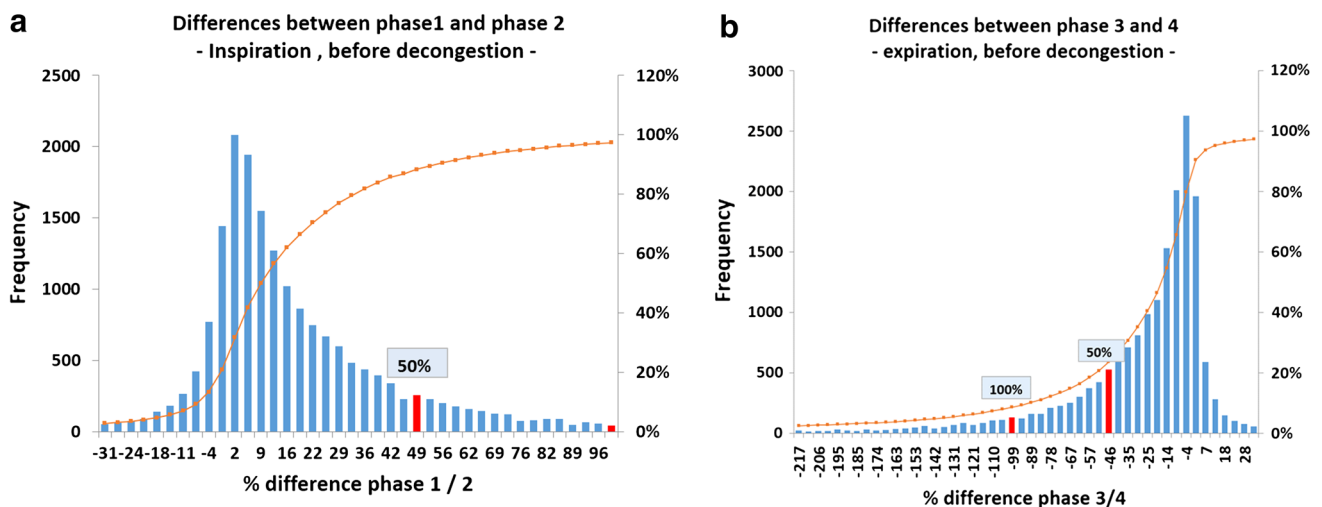 a
Differences between phase1 and phase 2
- Inspiration , before decongestion -
2500
2000
1500
1000
500
0
120%
100%
80%
60%
40%
20%
0%
Frequency
50%
-31 -24 -18 -11 -4 2 9 16 22 29 36 42 49 56 62 69 76 82 89 96
% difference phase 1 / 2
b
Differences between phase 3 and 4
- expiration, before decongestion -
3000
2500
2000
1500
1000
500
0
120%
100%
80%
60%
40%
20%
0%
Frequency
100%
50%
-217 -206 -195 -185 -174 -163 -153 -142 -131 -121 -110 -99 -89 -78 -67 -57 -46 -35 -25 -14 -4 7 18 28
% difference phase 3/4